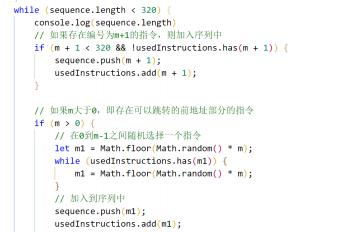 while (sequence.length < 320) {
console.log(sequence.length)
// 如果存在编号为m+1的指令，则加入序列中
if (m + 1 < 320 && !usedInstructions.has(m + 1)) {
sequence.push(m + 1);
usedInstructions.add(m + 1);
}
// 如果m大于0，即存在可以跳转的前地址部分的指令
if (m > 0) {
// 在0到m-1之间随机选择一个指令
let m1 = Math.floor(Math.random() * m);
while (usedInstructions.has(m1)) {
m1 = Math.floor(Math.random() * m);
}
// 加入到序列中
sequence.push(m1);
usedInstructions.add(m1);